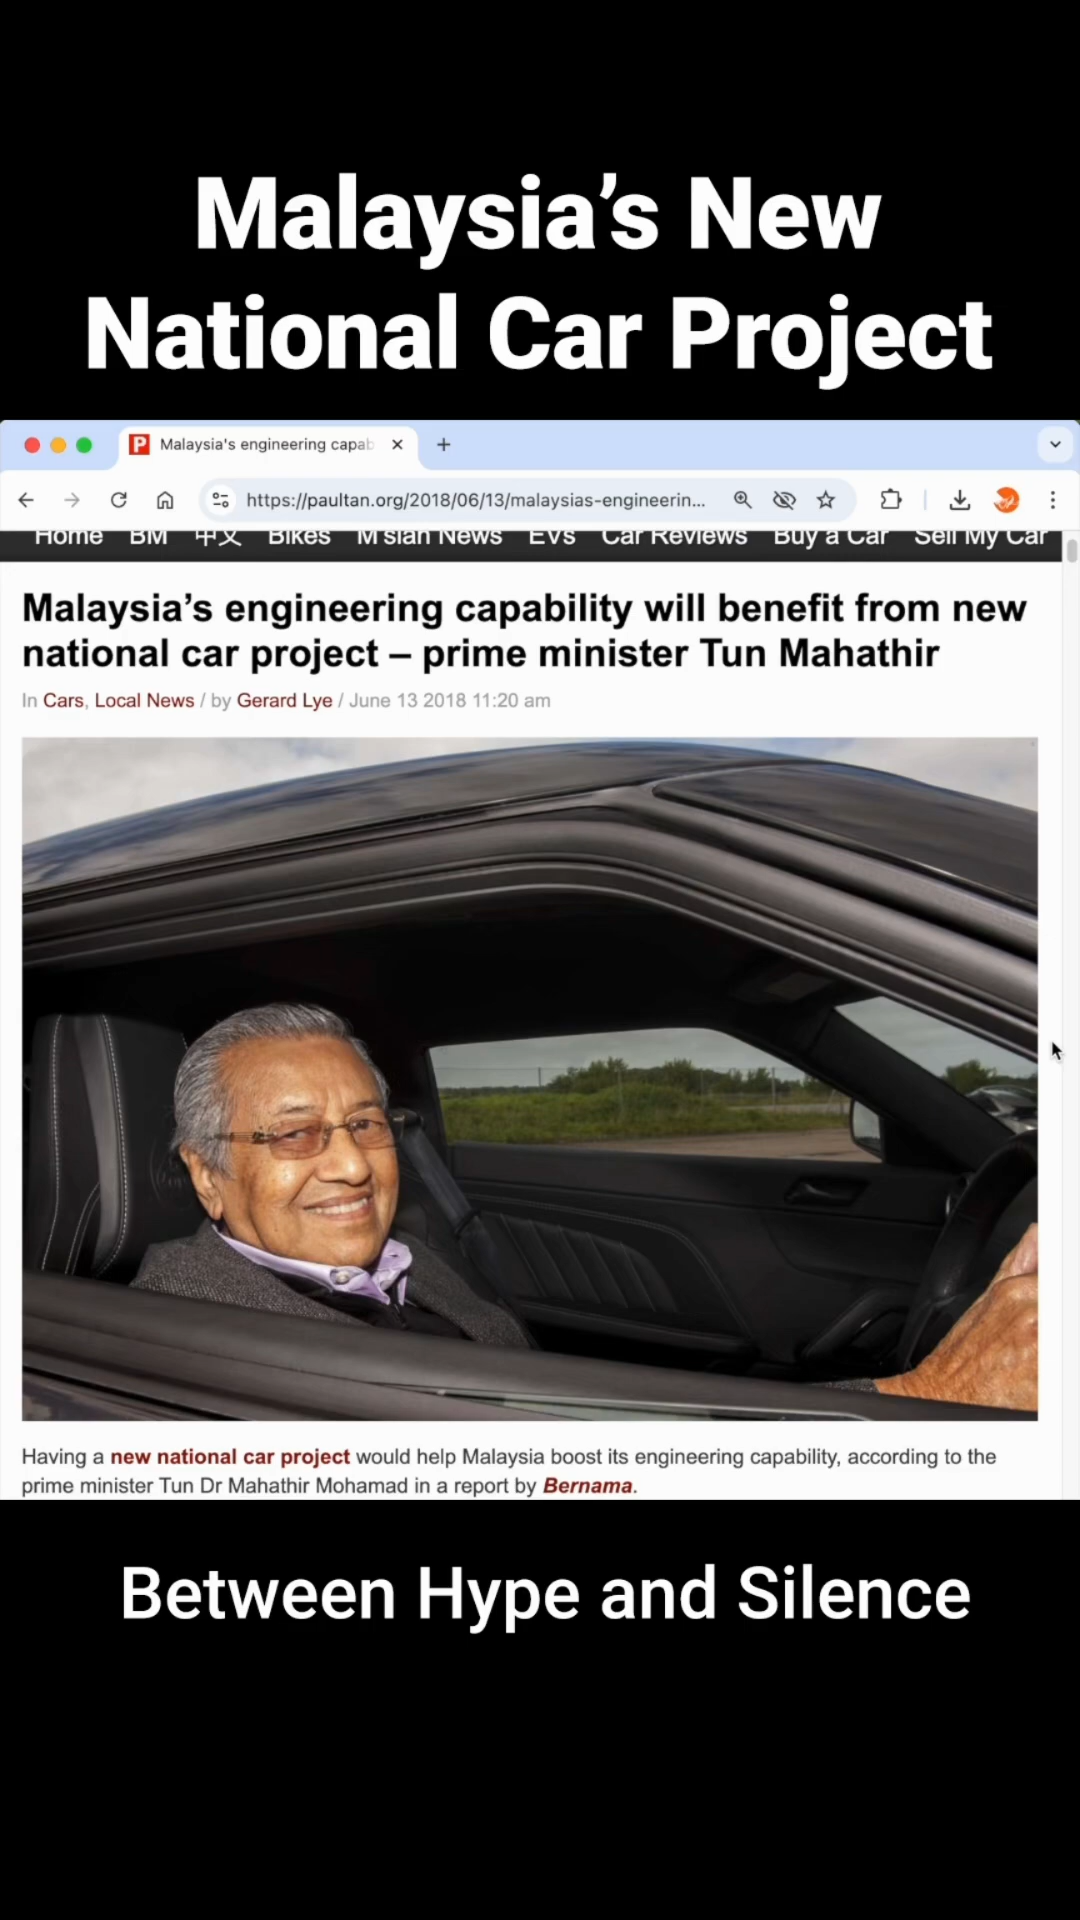 Malaysia’s New
National Car Project
Malaysia's engineering capab
https://paultan.org/2018/06/13/malaysias-engineerin...
Home BM 中文 Bikes M'sian News EVs Car Reviews Buy a Car Sell My Car
Malaysia’s engineering capability will benefit from new
national car project – prime minister Tun Mahathir
In Cars, Local News / by Gerard Lye / June 13 2018 11:20 am
Having a new national car project would help Malaysia boost its engineering capability, according to the
prime minister Tun Dr Mahathir Mohamad in a report by Bernama.
Between Hype and Silence